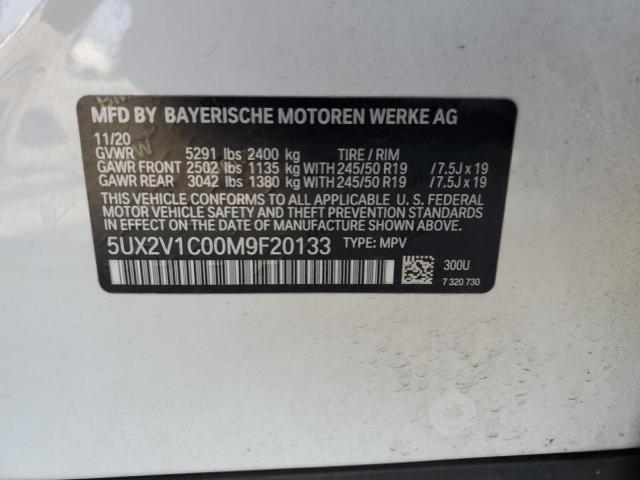 MFD BY BAYERISCHE MOTOREN WERKE AG
11/20
GVWR 5291 lbs 2400 kg TIRE / RIM
GAWR FRONT 2502 lbs 1135 kg WITH 245/50 R19 / 7.5J x 19
GAWR REAR 3042 lbs 1380 kg WITH 245/50 R19 / 7.5J x 19
THIS VEHICLE CONFORMS TO ALL APPLICABLE U. S. FEDERAL
MOTOR VEHICLE SAFETY AND THEFT PREVENTION STANDARDS
IN EFFECT ON THE DATE OF MANUFACTURE SHOWN ABOVE.
5UX2V1C00M9F20133 TYPE: MPV
300U
7 320 730